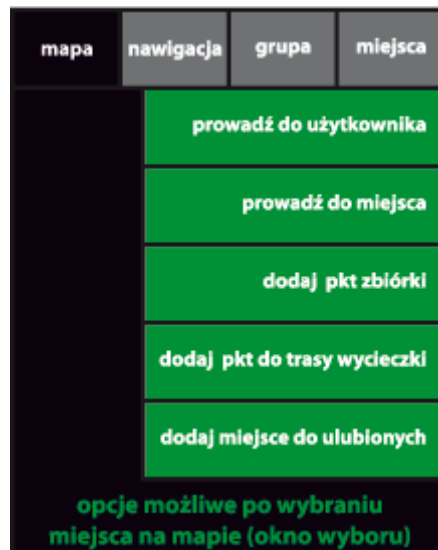 mapa nawigacja grupa miejsca
prowadź do użytkownika
prowadź do miejsca
dodaj pkt zbiórki
dodaj pkt do trasy wycieczki
dodaj miejsce do ulubionych
opcje możliwe po wybraniu
miejsca na mapie (okno wyboru)